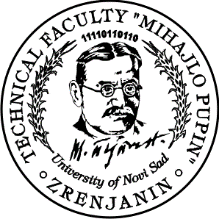 TECHNICAL FACULTY "MIHAJLO PUPIN"
11110110110
University of Novi Sad
• ZRENJANIN •